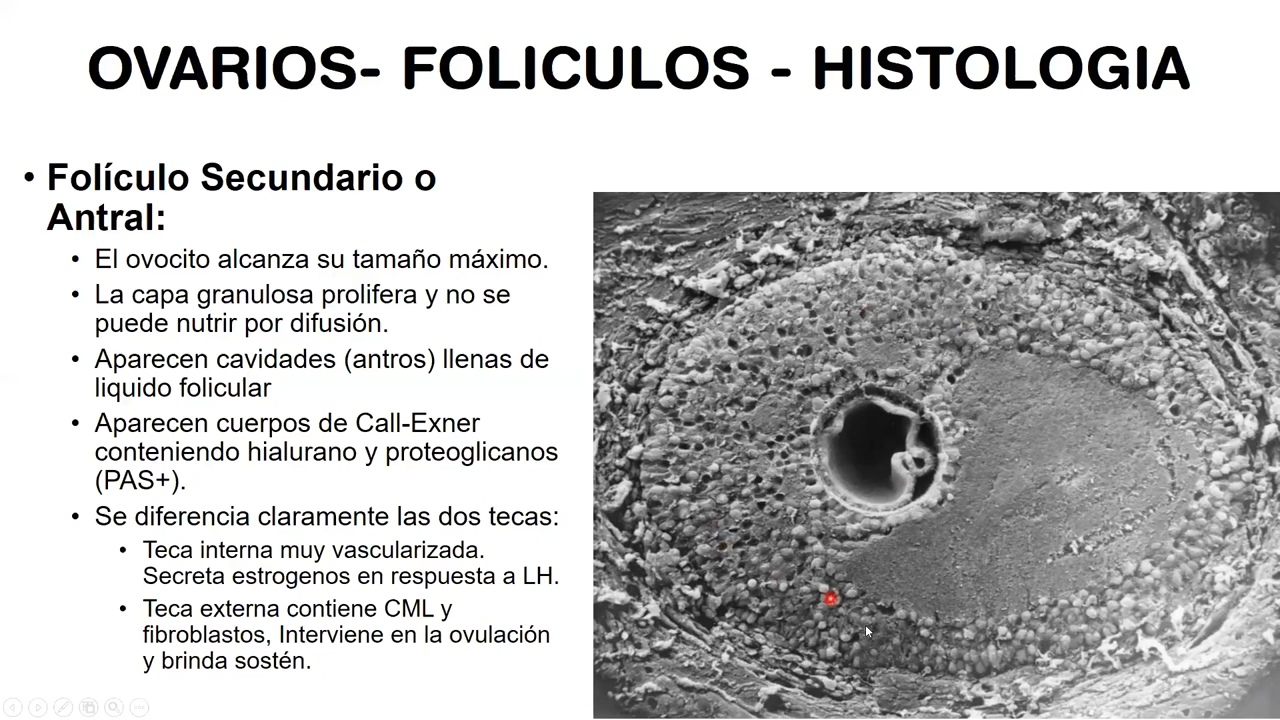 OVARIOS- FOLICULOS - HISTOLOGIA
• Folículo Secundario o
Antral:
• El ovocito alcanza su tamaño máximo.
• La capa granulosa prolifera y no se
puede nutrir por difusión.
• Aparecen cavidades (antros) llenas de
liquido folicular
• Aparecen cuerpos de Call-Exner
conteniendo hialurano y proteoglicanos
(PAS+).
• Se diferencia claramente las dos tecas:
• Teca interna muy vascularizada.
Secreta estrogenos en respuesta a LH.
• Teca externa contiene CML y
fibroblastos, Interviene en la ovulación
y brinda sostén.